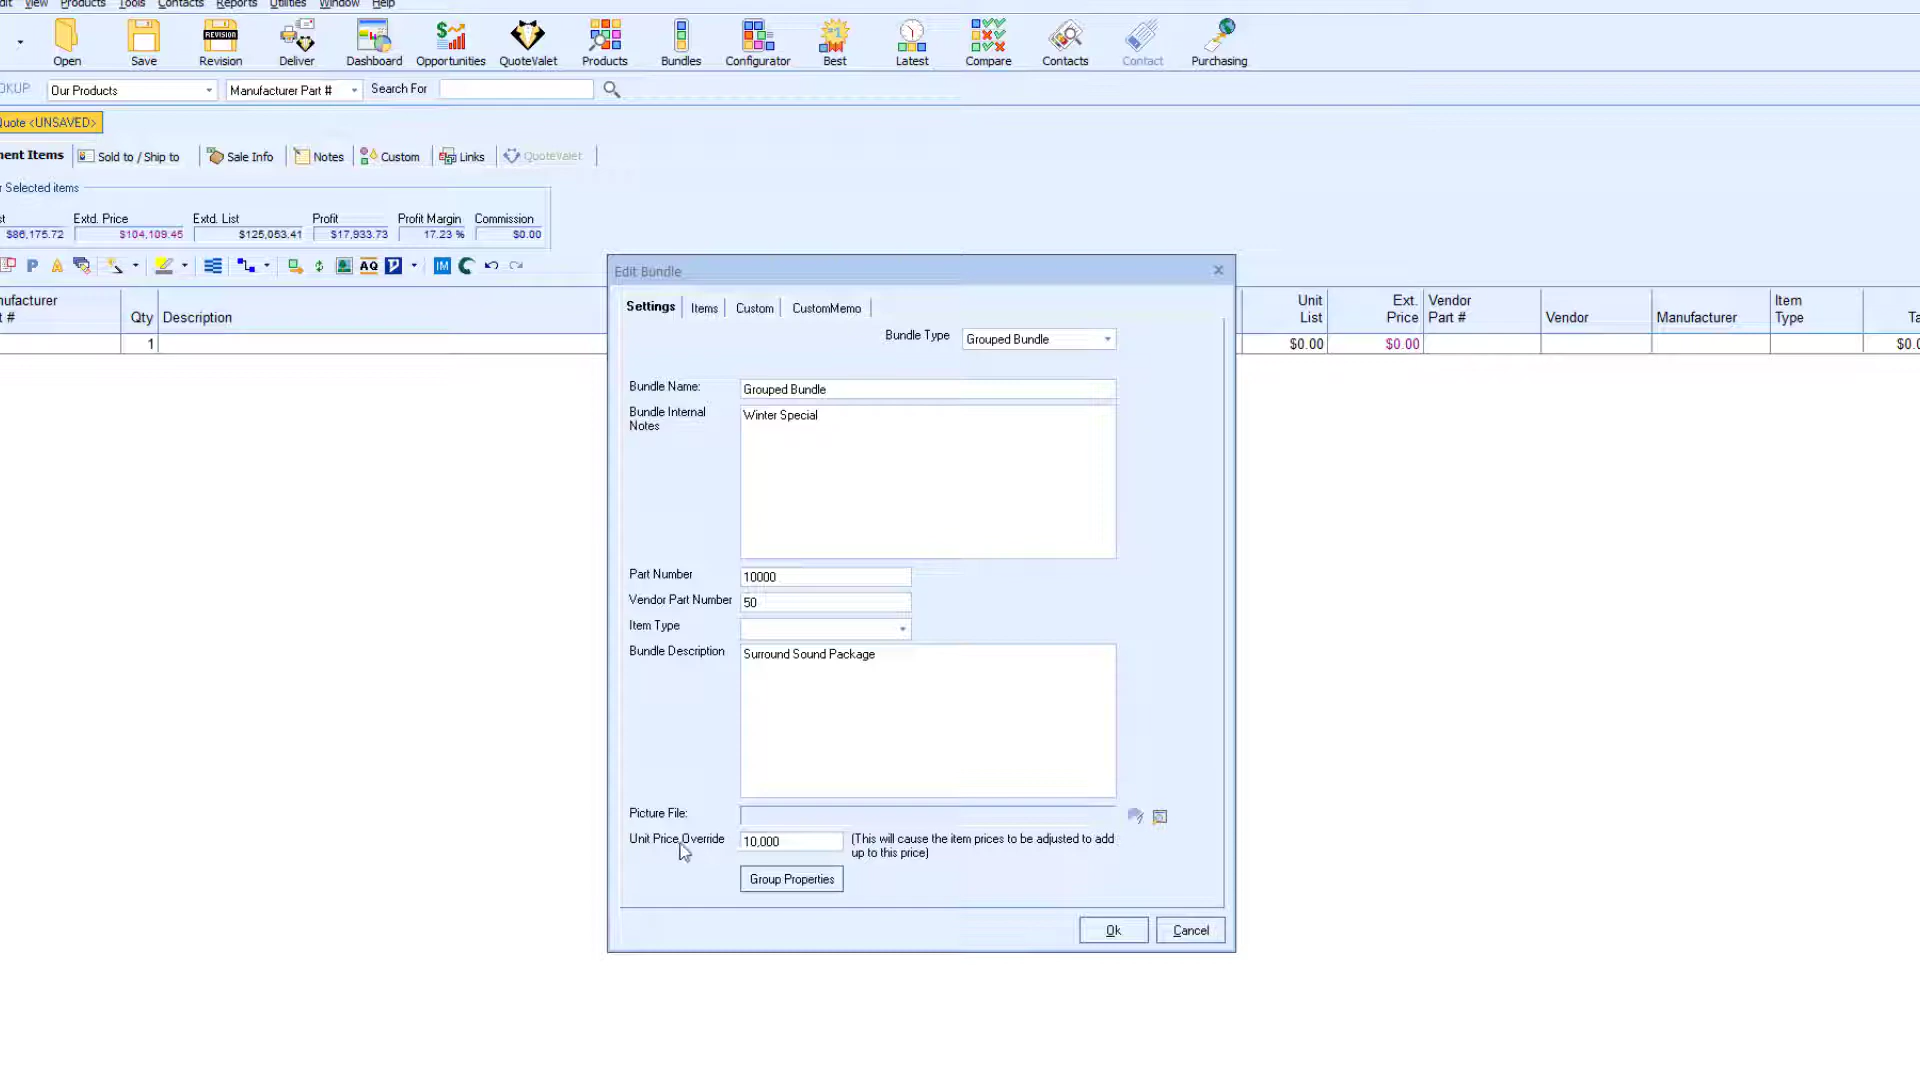 dit View Products Tools Contacts Reports Utilities Window Help
Open Save Revision Deliver Dashboard Opportunities QuoteValet Products Bundles Configurator Best Latest Compare Contacts Contact Purchasing
OKUP Our Products Manufacturer Part # Search For
Quote <UNSAVED>
ment Items Sold to / Ship to Sale Info Notes Custom Links QuoteValet
r Selected items
st Extd. Price Extd. List Profit Profit Margin Commission
$86,175.72 $104,109.45 $125,053.41 $17,933.73 17.23 % $0.00
P A AQ IM
Edit Bundle
nufacturer
t # Qty Description
Unit List Ext. Price Vendor Part # Vendor Manufacturer Item Type Ta
1 $0.00 $0.00 $0.0
Settings Items Custom CustomMemo
Bundle Type Grouped Bundle
Bundle Name: Grouped Bundle
Bundle Internal Notes Winter Special
Part Number 10000
Vendor Part Number 50
Item Type
Bundle Description Surround Sound Package
Picture File:
Unit Price Override 10,000 (This will cause the item prices to be adjusted to add
up to this price)
Group Properties
Ok Cancel